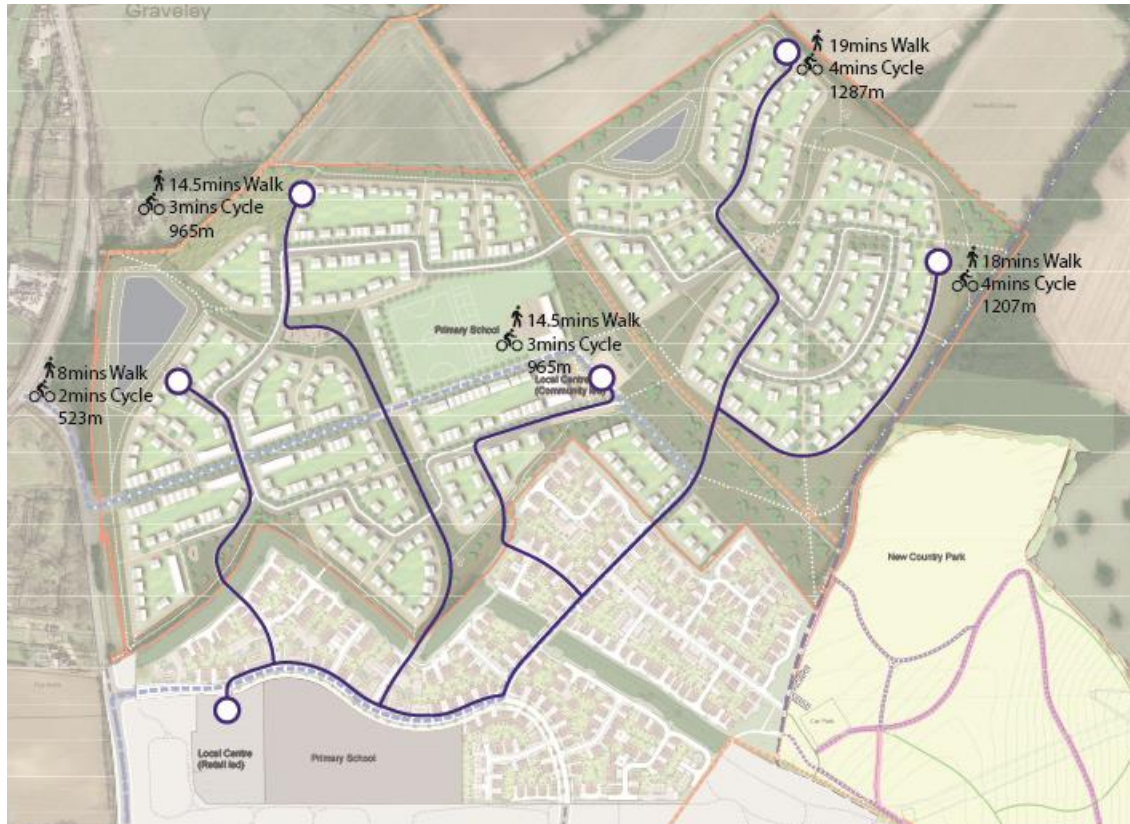 Graveley
19mins Walk
4mins Cycle
1287m
14.5mins Walk
3mins Cycle
965m
18mins Walk
4mins Cycle
1207m
14.5mins Walk
3mins Cycle
965m
Primary School
Local Centre
(Community led)
8mins Walk
2mins Cycle
523m
New Country Park
Car Park
Local Centre
(Retail led)
Primary School